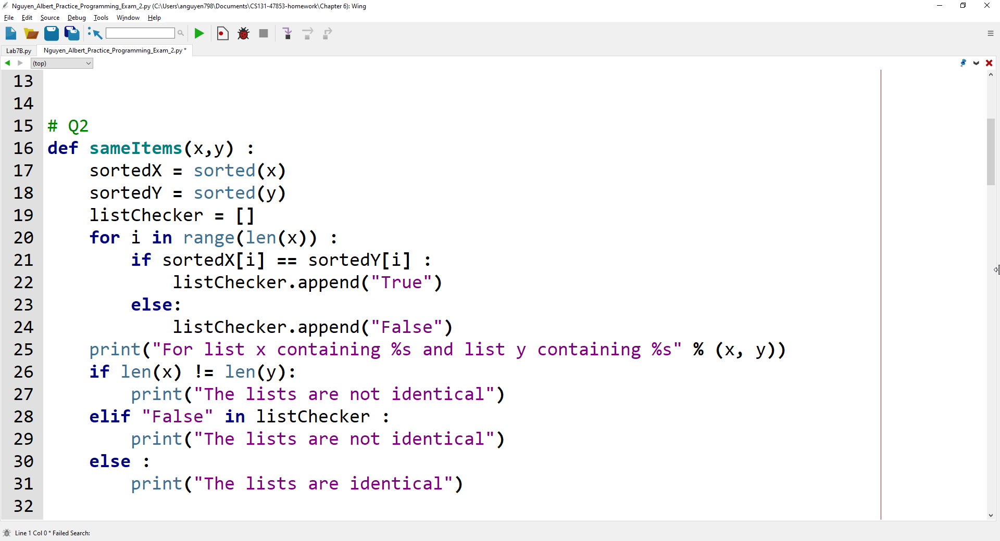 Nguyen_Albert_Practice_Programming_Exam_2.py (C:\Users\anguyen798\Documents\CS131-47853-homework\Chapter 6): Wing
File Edit Source Debug Tools Window Help
Lab7B.py Nguyen_Albert_Practice_Programming_Exam_2.py *
(top)
13
14
15 # Q2
16 def sameItems(x,y) :
17     sortedX = sorted(x)
18     sortedY = sorted(y)
19     listChecker = []
20     for i in range(len(x)) :
21         if sortedX[i] == sortedY[i] :
22             listChecker.append("True")
23         else:
24             listChecker.append("False")
25     print("For list x containing %s and list y containing %s" % (x, y))
26     if len(x) != len(y):
27         print("The lists are not identical")
28     elif "False" in listChecker :
29         print("The lists are not identical")
30     else :
31         print("The lists are identical")
32
Line 1 Col 0 * Failed Search: